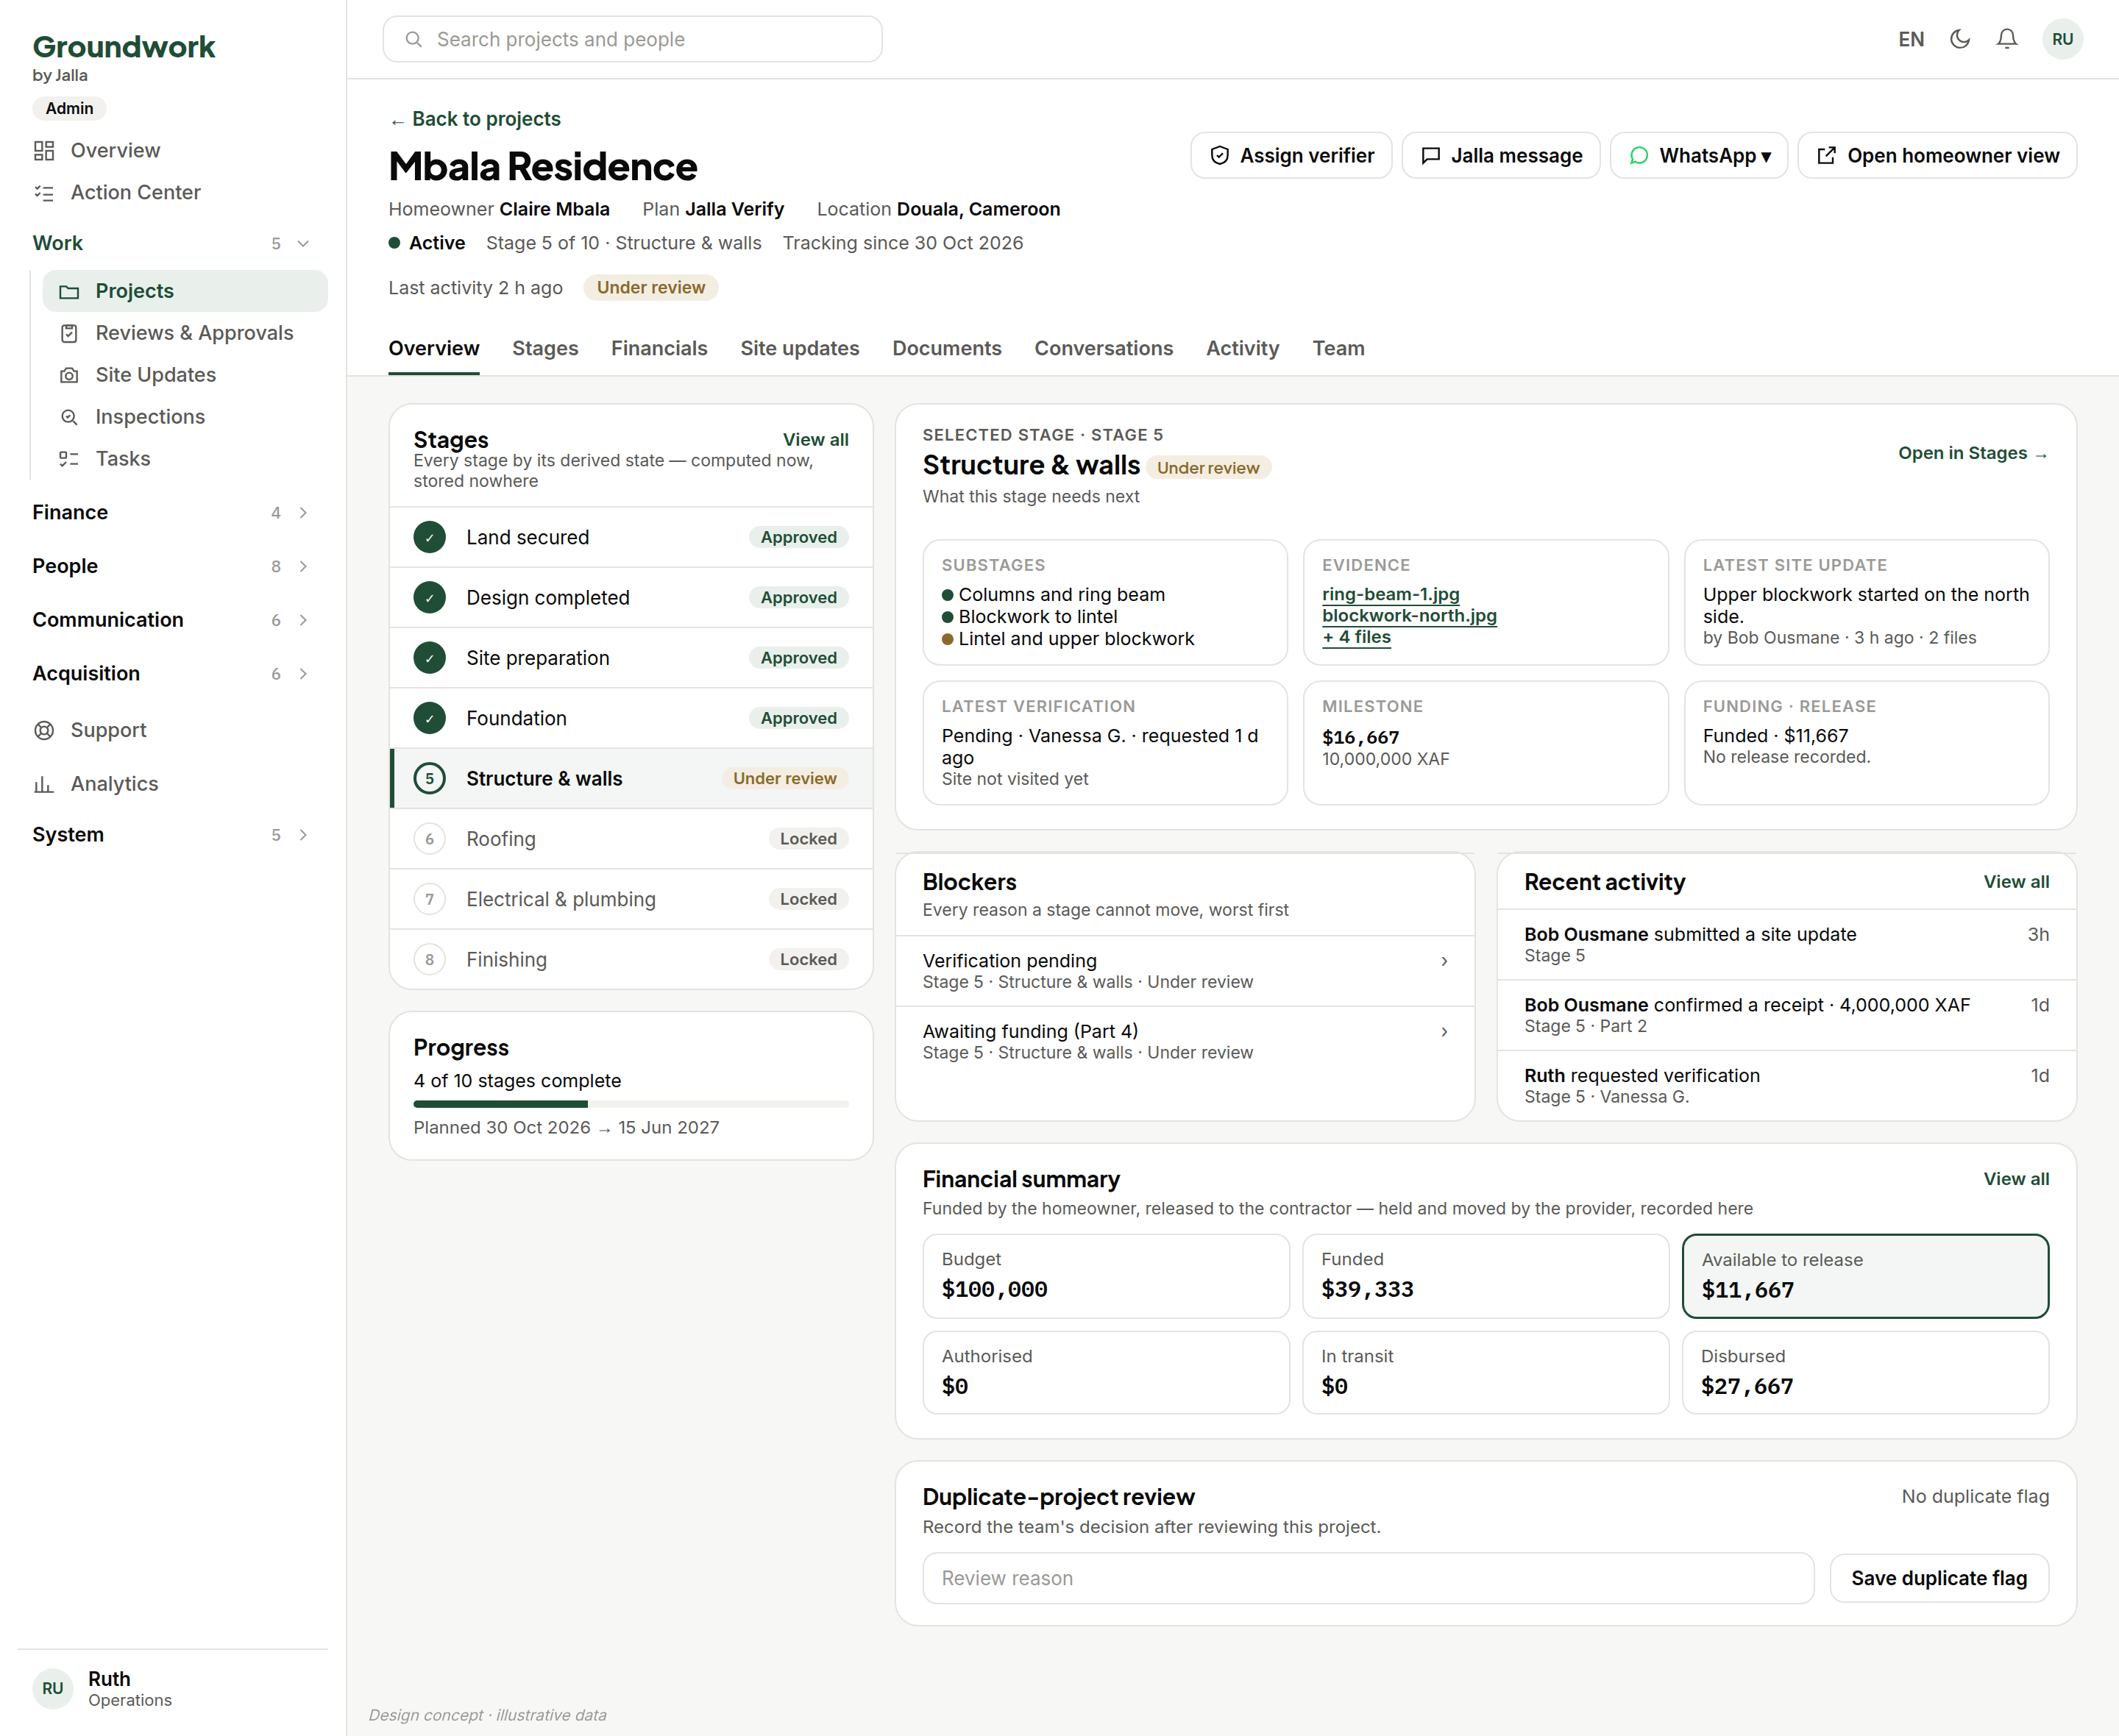 Groundwork
by Jalla
Admin
Overview
Action Center
Work 5
Projects
Reviews & Approvals
Site Updates
Inspections
Tasks
Finance 4
People 8
Communication 6
Acquisition 6
Support
Analytics
System 5
RU
Ruth
Operations
Search projects and people
EN
RU
← Back to projects
Mbala Residence
Assign verifier
Jalla message
WhatsApp ▾
Open homeowner view
Homeowner Claire Mbala Plan Jalla Verify Location Douala, Cameroon
Active Stage 5 of 10 · Structure & walls Tracking since 30 Oct 2026
Last activity 2 h ago Under review
Overview Stages Financials Site updates Documents Conversations Activity Team
Stages View all
Every stage by its derived state — computed now,
stored nowhere
✓ Land secured Approved
✓ Design completed Approved
✓ Site preparation Approved
✓ Foundation Approved
5 Structure & walls Under review
6 Roofing Locked
7 Electrical & plumbing Locked
8 Finishing Locked
Progress
4 of 10 stages complete
Planned 30 Oct 2026 → 15 Jun 2027
SELECTED STAGE · STAGE 5
Structure & walls Under review
Open in Stages →
What this stage needs next
SUBSTAGES
Columns and ring beam
Blockwork to lintel
Lintel and upper blockwork
EVIDENCE
ring-beam-1.jpg
blockwork-north.jpg
+ 4 files
LATEST SITE UPDATE
Upper blockwork started on the north
side.
by Bob Ousmane · 3 h ago · 2 files
LATEST VERIFICATION
Pending · Vanessa G. · requested 1 d
ago
Site not visited yet
MILESTONE
$16,667
10,000,000 XAF
FUNDING · RELEASE
Funded · $11,667
No release recorded.
Blockers
Every reason a stage cannot move, worst first
Verification pending ›
Stage 5 · Structure & walls · Under review
Awaiting funding (Part 4) ›
Stage 5 · Structure & walls · Under review
Recent activity View all
Bob Ousmane submitted a site update 3h
Stage 5
Bob Ousmane confirmed a receipt · 4,000,000 XAF 1d
Stage 5 · Part 2
Ruth requested verification 1d
Stage 5 · Vanessa G.
Financial summary View all
Funded by the homeowner, released to the contractor — held and moved by the provider, recorded here
Budget
$100,000
Funded
$39,333
Available to release
$11,667
Authorised
$0
In transit
$0
Disbursed
$27,667
Duplicate-project review No duplicate flag
Record the team's decision after reviewing this project.
Review reason
Save duplicate flag
Design concept · illustrative data